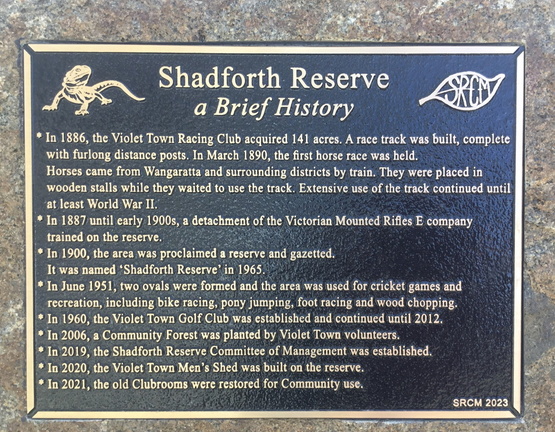 Shadforth Reserve
SRCM
a Brief History
* In 1886, the Violet Town Racing Club acquired 141 acres. A race track was built, complete
with furlong distance posts. In March 1890, the first horse race was held.
Horses came from Wangaratta and surrounding districts by train. They were placed in
wooden stalls while they waited to use the track. Extensive use of the track continued until
at least World War II.
* In 1887 until early 1900s, a detachment of the Victorian Mounted Rifles E company
trained on the reserve.
* In 1900, the area was proclaimed a reserve and gazetted.
It was named ‘Shadforth Reserve’ in 1965.
* In June 1951, two ovals were formed and the area was used for cricket games and
recreation, including bike racing, pony jumping, foot racing and wood chopping.
* In 1960, the Violet Town Golf Club was established and continued until 2012.
* In 2006, a Community Forest was planted by Violet Town volunteers.
* In 2019, the Shadforth Reserve Committee of Management was established.
* In 2020, the Violet Town Men’s Shed was built on the reserve.
* In 2021, the old Clubrooms were restored for Community use.
SRCM 2023